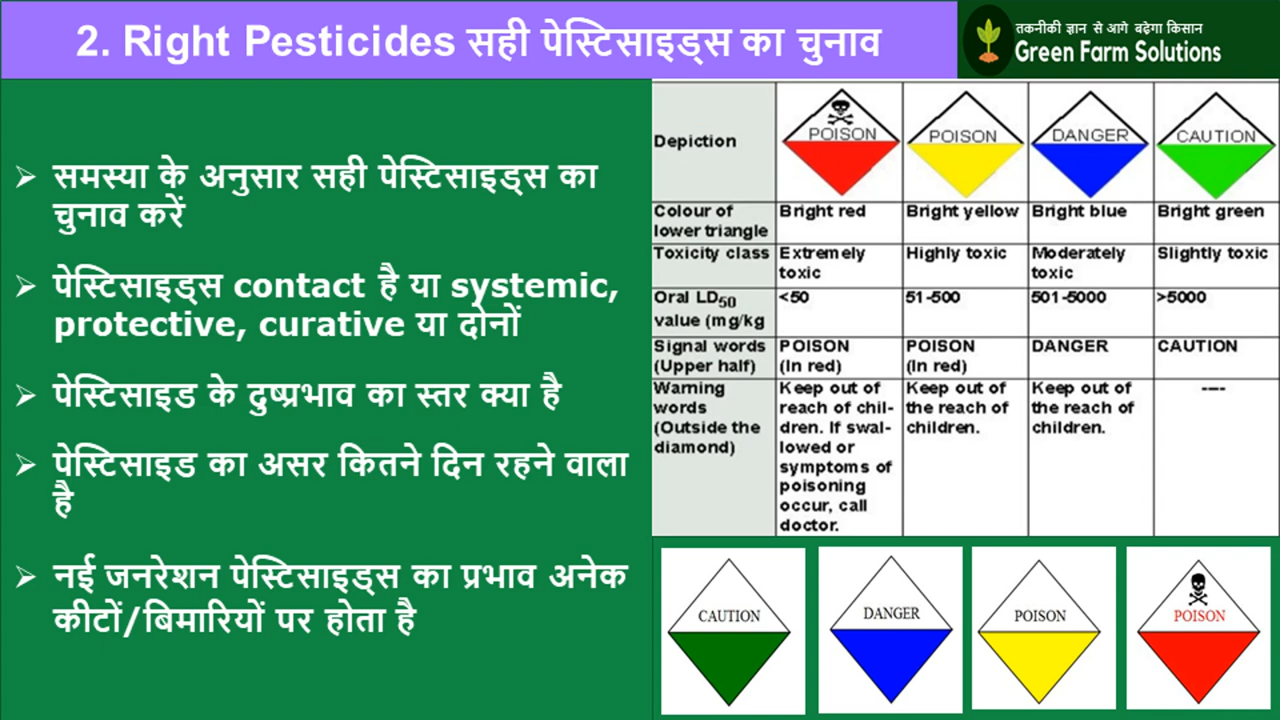 2. Right Pesticides सही पेस्टिसाइड्स का चुनाव
तकनीकी ज्ञान से आगे बढ़ेगा किसान
Green Farm Solutions
समस्या के अनुसार सही पेस्टिसाइड्स का
चुनाव करें
पेस्टिसाइड्स contact है या systemic,
protective, curative या दोनों
पेस्टिसाइड के दुष्प्रभाव का स्तर क्या है
पेस्टिसाइड का असर कितने दिन रहने वाला
है
नई जनरेशन पेस्टिसाइड्स का प्रभाव अनेक
कीटों/बिमारियों पर होता है
Depiction POISON POISON DANGER CAUTION
Colour of Bright red Bright yellow Bright blue Bright green
lower triangle
Toxicity class Extremely Highly toxic Moderately Slightly toxic
toxic toxic
Oral LD50 <50 51-500 501-5000 >5000
value (mg/kg
Signal words POISON POISON DANGER CAUTION
(Upper half) (In red) (In red)
Warning Keep out of Keep out of Keep out of ----
words reach of chil- the reach of the reach of
(Outside the dren. If swal- children. children.
diamond) lowed or
symptoms of
poisoning
occur, call
doctor.
CAUTION DANGER POISON POISON